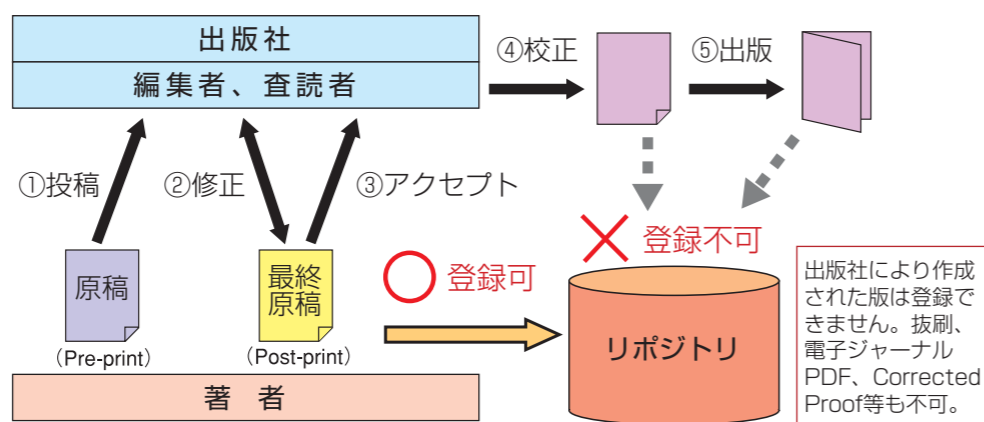 出版社
編集者、査読者
④校正
⑤出版
①投稿
②修正
③アクセプト
原稿
（Pre-print）
最終
原稿
（Post-print）
著 者
登録可
登録不可
リポジトリ
出版社により作成
された版は登録で
きません。抜刷、
電子ジャーナル
PDF、Corrected
Proof等も不可。